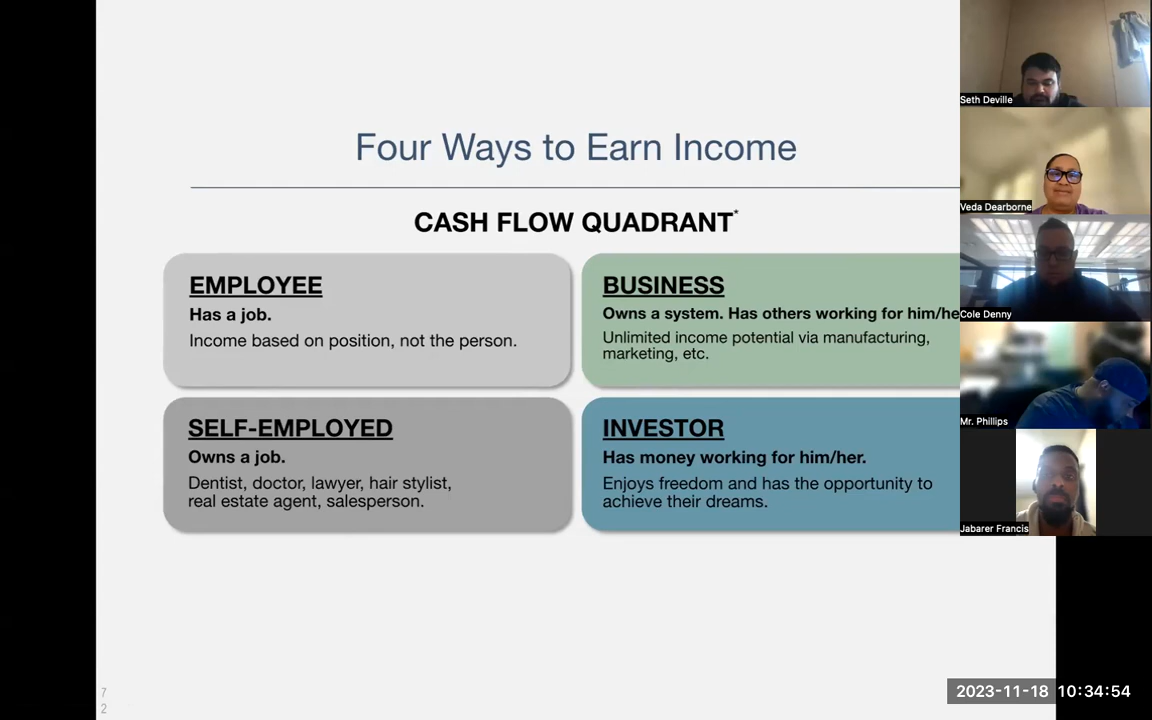 Four Ways to Earn Income
CASH FLOW QUADRANT*
EMPLOYEE
Has a job.
Income based on position, not the person.
BUSINESS
Owns a system. Has others working for him/he
Unlimited income potential via manufacturing,
marketing, etc.
SELF-EMPLOYED
Owns a job.
Dentist, doctor, lawyer, hair stylist,
real estate agent, salesperson.
INVESTOR
Has money working for him/her.
Enjoys freedom and has the opportunity to
achieve their dreams.
Seth Deville
Veda Dearborne
Cole Denny
Mr. Phillips
Jabarer Francis
7
2
2023-11-18 10:34:54